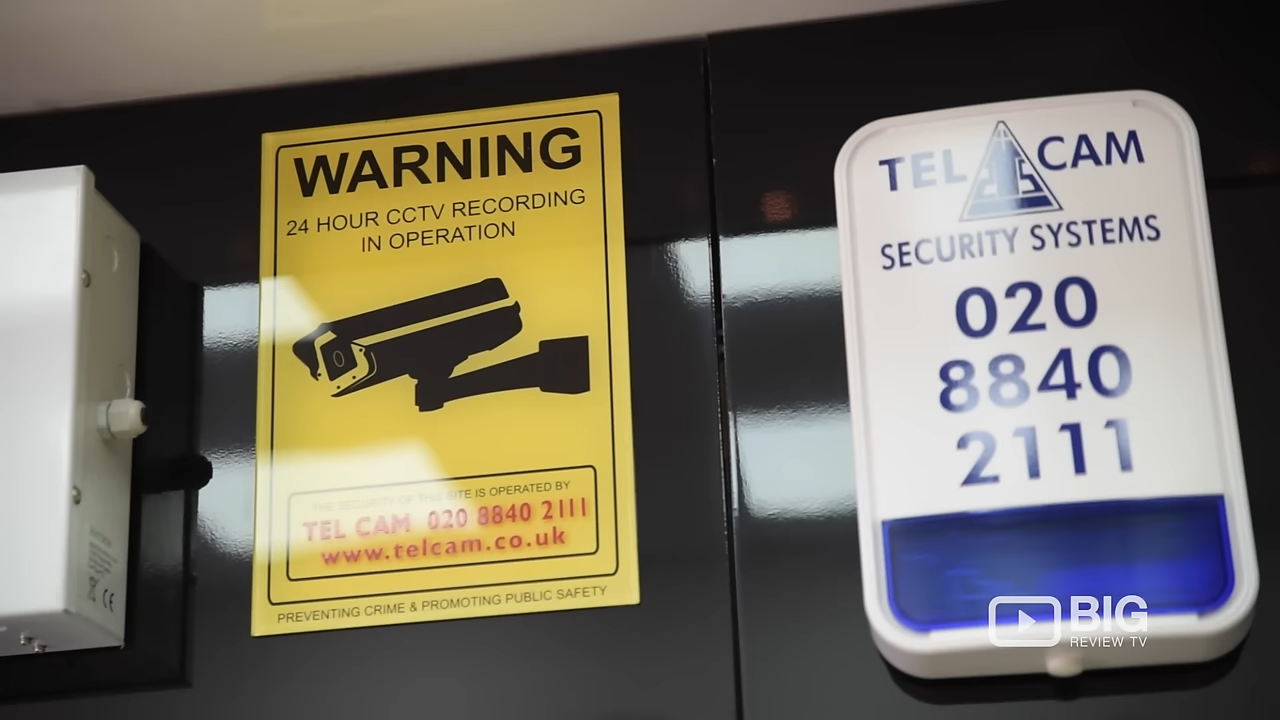 WARNING
24 HOUR CCTV RECORDING
IN OPERATION
THE SECURITY OF THIS SITE IS OPERATED BY
TEL CAM 020 8840 2111
www.telcam.co.uk
PREVENTING CRIME & PROMOTING PUBLIC SAFETY
TEL CAM
SECURITY SYSTEMS
020
8840
2111
BIG
REVIEW TV